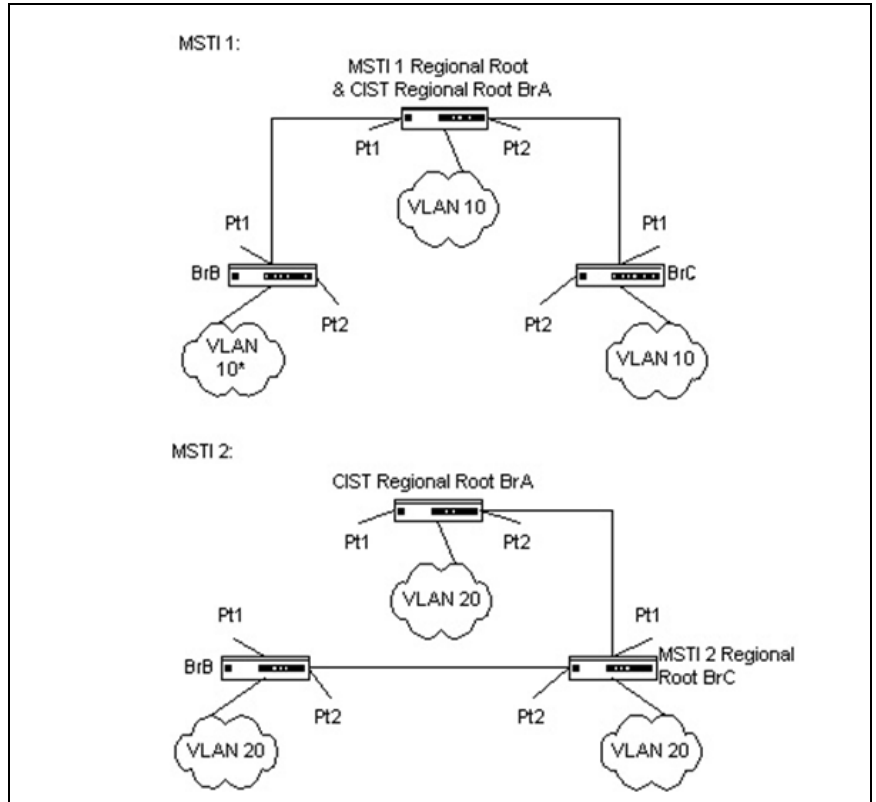 MSTI 1:
MSTI 1 Regional Root
& CIST Regional Root BrA
Pt1
Pt2
VLAN 10
Pt1
Pt1
BrB
BrC
Pt2
Pt2
VLAN
10*
VLAN 10
MSTI 2:
CIST Regional Root BrA
Pt1
Pt2
VLAN 20
Pt1
Pt1
BrB
MSTI 2 Regional
Root BrC
Pt2
Pt2
VLAN 20
VLAN 20